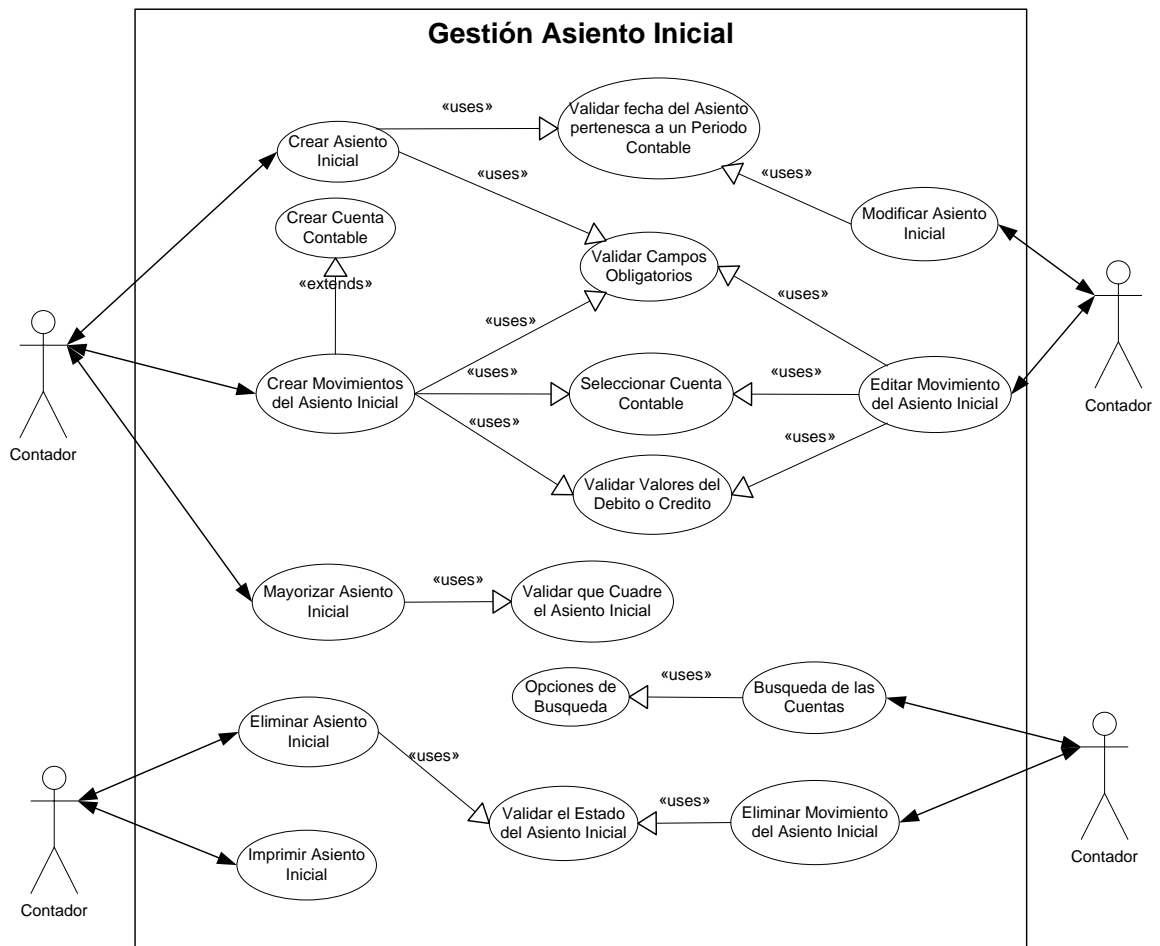 Gestión Asiento Inicial
«uses»
Validar fecha del Asiento
pertenesca a un Periodo
Contable
Crear Asiento
Inicial
«uses»
«uses»
Crear Cuenta
Contable
Modificar Asiento
Inicial
Validar Campos
Obligatorios
«extends»
«uses»
«uses»
Crear Movimientos
del Asiento Inicial
«uses»
Seleccionar Cuenta
Contable
«uses»
Editar Movimiento
del Asiento Inicial
Contador
Contador
«uses»
«uses»
Validar Valores del
Debito o Credito
Mayorizar Asiento
Inicial
«uses»
Validar que Cuadre
el Asiento Inicial
Opciones de
Busqueda
«uses»
Busqueda de las
Cuentas
Eliminar Asiento
Inicial
«uses»
Validar el Estado
del Asiento Inicial
«uses»
Eliminar Movimiento
del Asiento Inicial
Imprimir Asiento
Inicial
Contador
Contador